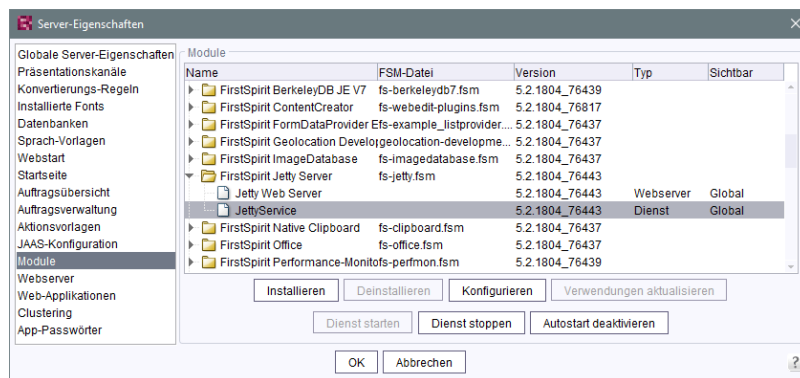 Server-Eigenschaften
Globale Server-Eigenschaften
Präsentationskanäle
Konvertierungs-Regeln
Installierte Fonts
Datenbanken
Sprach-Vorlagen
Webstart
Startseite
Auftragsübersicht
Auftragsverwaltung
Aktionsvorlagen
JAAS-Konfiguration
Module
Webserver
Web-Applikationen
Clustering
App-Passwörter
Module
Name FSM-Datei Version Typ Sichtbar
FirstSpirit BerkeleyDB JE V7 fs-berkeleydb7.fsm 5.2.1804_76439
FirstSpirit ContentCreator fs-webedit-plugins.fsm 5.2.1804_76817
FirstSpirit FormDataProvider E fs-example_listprovider.... 5.2.1804_76437
FirstSpirit Geolocation Develop geolocation-developme... 5.2.1804_76437
FirstSpirit ImageDatabase fs-imagedatabase.fsm 5.2.1804_76437
FirstSpirit Jetty Server fs-jetty.fsm 5.2.1804_76443
Jetty Web Server 5.2.1804_76443 Webserver Global
JettyService 5.2.1804_76443 Dienst Global
FirstSpirit Native Clipboard fs-clipboard.fsm 5.2.1804_76437
FirstSpirit Office fs-office.fsm 5.2.1804_76437
FirstSpirit Performance-Monito fs-perfmon.fsm 5.2.1804_76439
Installieren Deinstallieren Konfigurieren Verwendungen aktualisieren
Dienst starten Dienst stoppen Autostart deaktivieren
OK Abbrechen ?